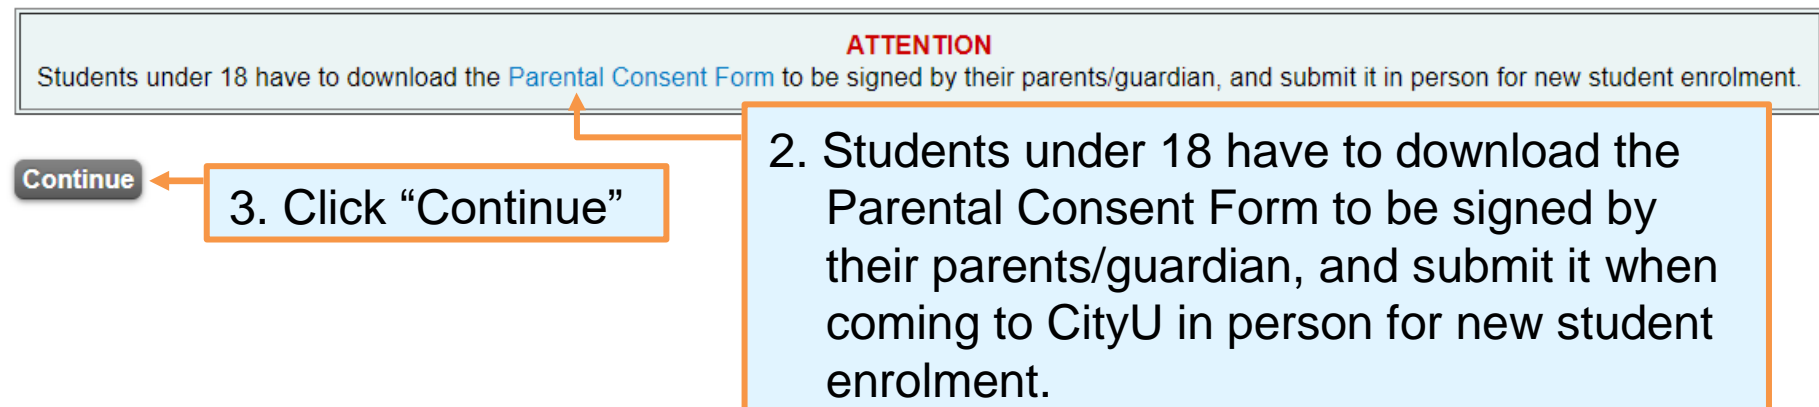 ATTENTION
Students under 18 have to download the Parental Consent Form to be signed by their parents/guardian, and submit it in person for new student enrolment.
2. Students under 18 have to download the
Parental Consent Form to be signed by
their parents/guardian, and submit it when
coming to CityU in person for new student
enrolment.
Continue
3. Click “Continue”